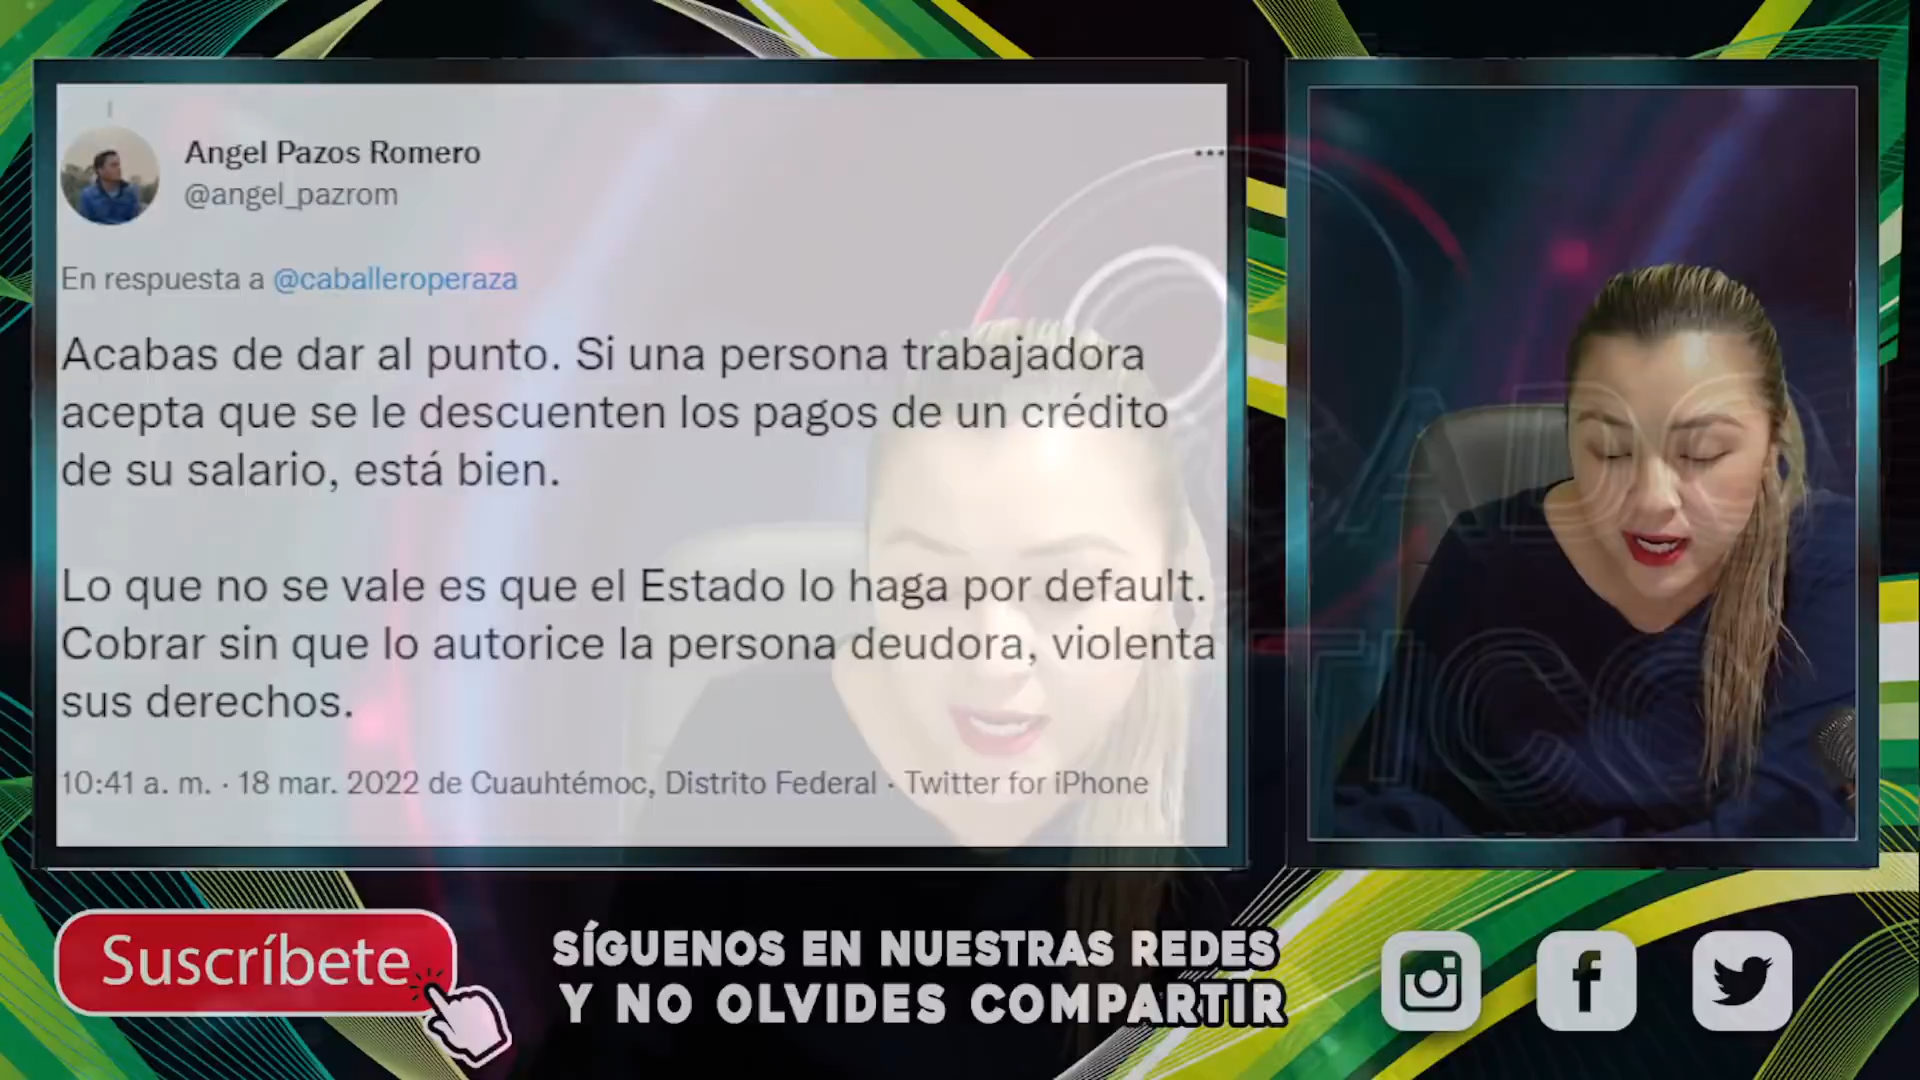 Angel Pazos Romero
@angel_pazrom
En respuesta a @caballeroperaza
Acabas de dar al punto. Si una persona trabajadora
acepta que se le descuenten los pagos de un crédito
de su salario, está bien.
Lo que no se vale es que el Estado lo haga por default.
Cobrar sin que lo autorice la persona deudora, violenta
sus derechos.
10:41 a. m. · 18 mar. 2022 de Cuauhtémoc, Distrito Federal · Twitter for iPhone
Suscríbete
SÍGUENOS EN NUESTRAS REDES
Y NO OLVIDES COMPARTIR